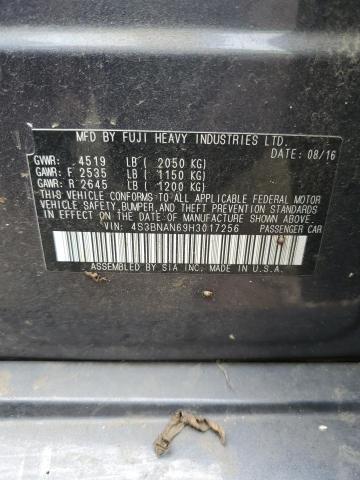 MFD BY FUJI HEAVY INDUSTRIES LTD.
GVWR: 4519 LB ( 2050 KG) DATE: 08/16
GAWR: F 2535 LB ( 1150 KG)
GAWR: R 2645 LB ( 1200 KG)
THIS VEHICLE CONFORMS TO ALL APPLICABLE FEDERAL MOTOR
VEHICLE SAFETY, BUMPER, AND THEFT PREVENTION STANDARDS
IN EFFECT ON THE DATE OF MANUFACTURE SHOWN ABOVE.
VIN: 4S3BNAN69H3017256 PASSENGER CAR
ASSEMBLED BY SIA INC. MADE IN U.S.A.